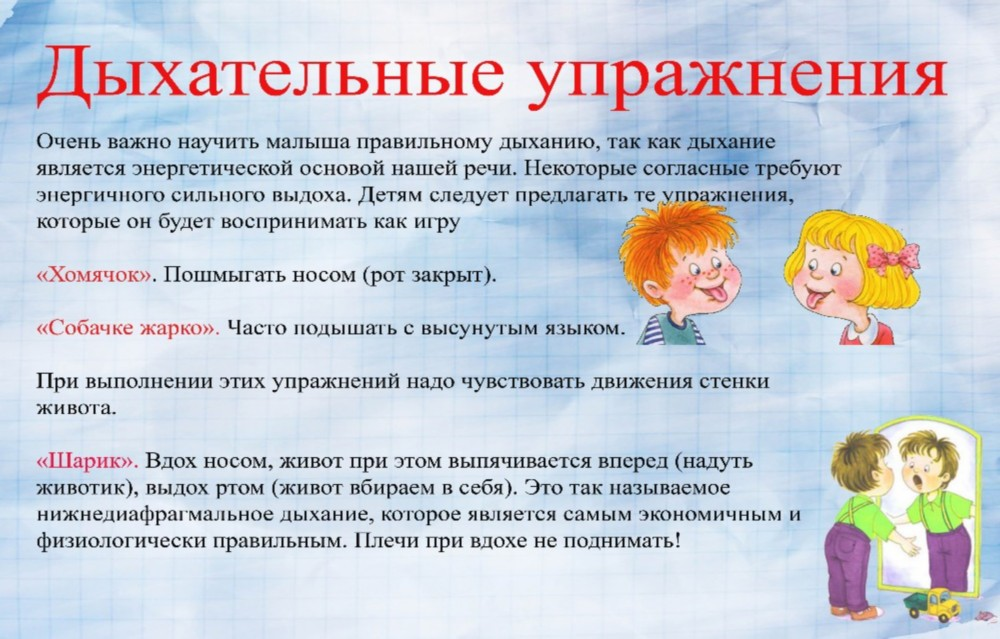 Дыхательные упражнения
Очень важно научить малыша правильному дыханию, так как дыхание
является энергетической основой нашей речи. Некоторые согласные требуют
энергичного сильного выдоха. Детям следует предлагать те упражнения,
которые он будет воспринимать как игру
«Хомячок». Пошмыгать носом (рот закрыт).
«Собачке жарко». Часто подышать с высунутым языком.
При выполнении этих упражнений надо чувствовать движения стенки
живота.
«Шарик». Вдох носом, живот при этом выпячивается вперед (надуть
животик), выдох ртом (живот вбираем в себя). Это так называемое
нижнедиафрагмальное дыхание, которое является самым экономичным и
физиологически правильным. Плечи при вдохе не поднимать!